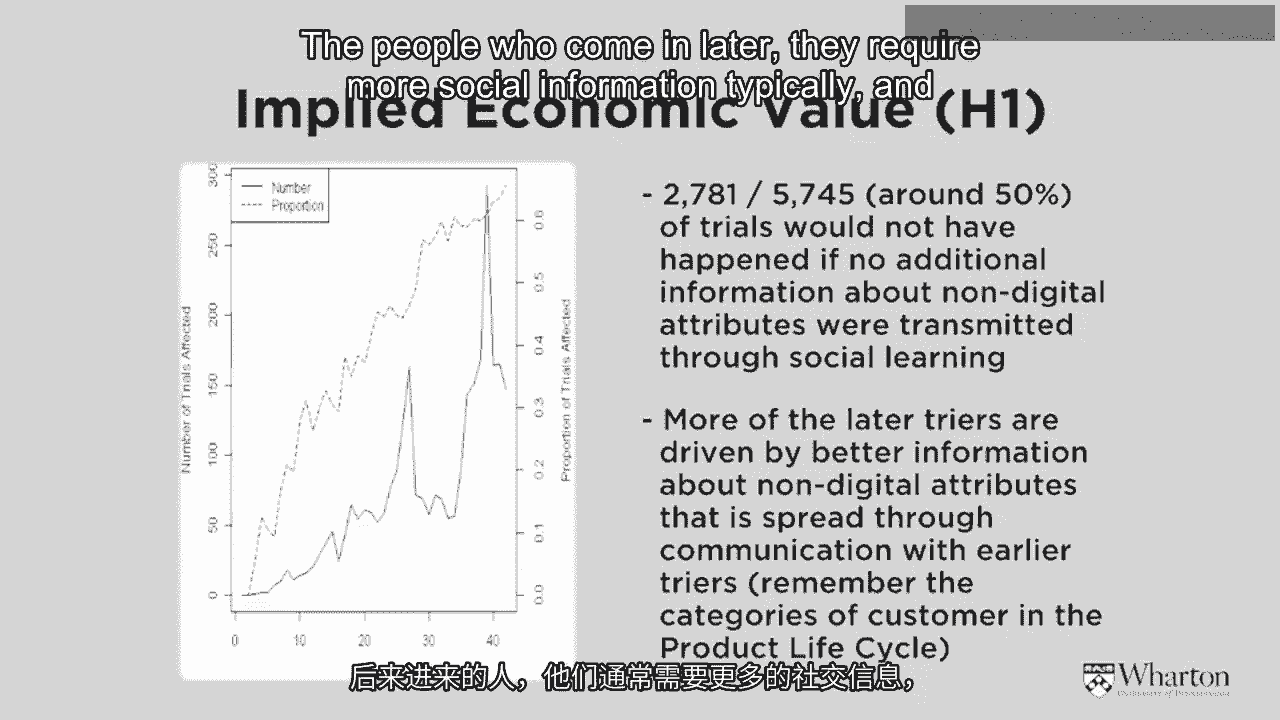 The people who come in later, they require
more social information typically, and
Implied Economic Value (H1)
Number
Proportion
Number of Trials Affected
300
250
200
150
100
50
0
0 10 20 30 40
0.6
0.5
0.4
0.3
0.2
0.1
0.0
Proportion of Trials Affected
- 2,781 / 5,745 (around 50%)
of trials would not have
happened if no additional
information about non-digital
attributes were transmitted
through social learning
- More of the later triers are
driven by better information
about non-digital attributes
that is spread through
communication with earlier
triers (remember the
categories of customer in the
Product Life Cycle)
后来进来的人，他们通常需要更多的社交信息，
Wharton
University of Pennsylvania